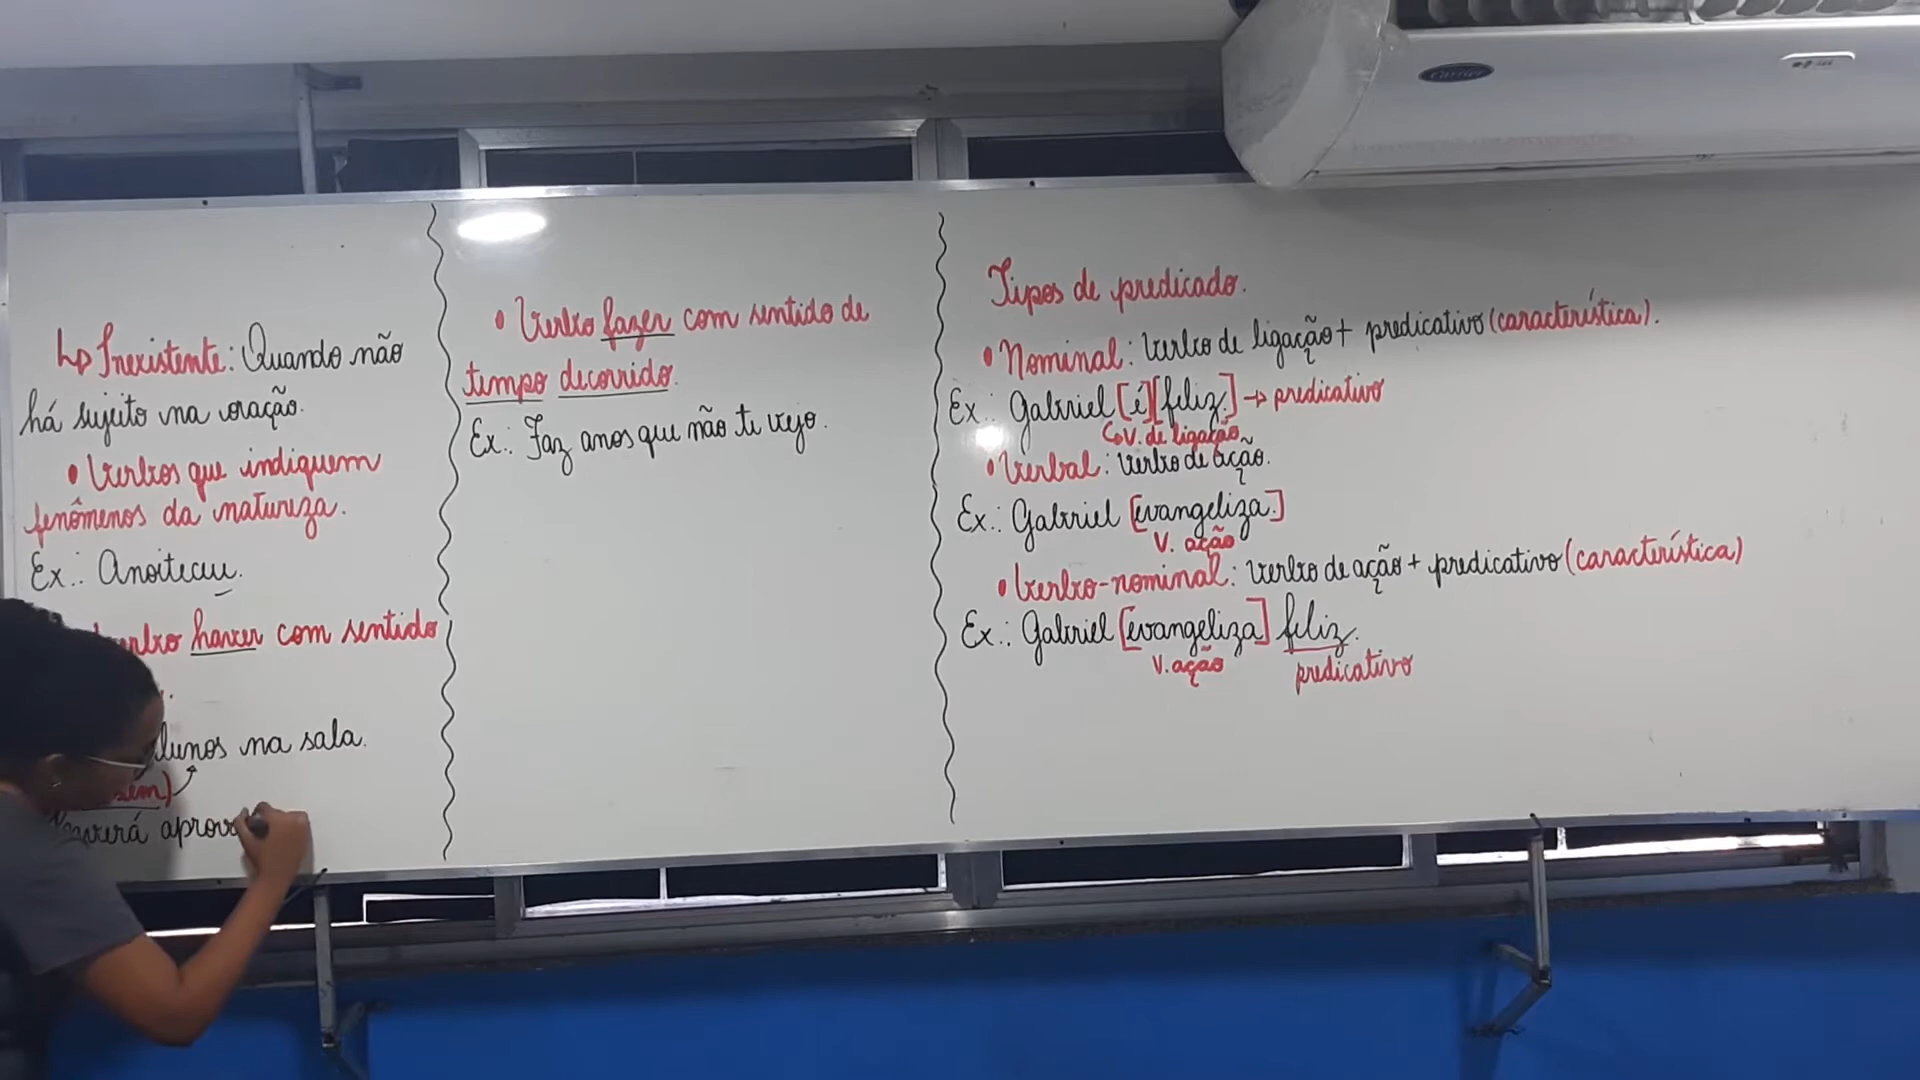 ↳ Inexistente: Quando não
há sujeito na oração.
• Verbos que indiquem
fenômenos da natureza.
Ex.: Anoiteceu.
haver com sentido
na sala.
• Verbo fazer com sentido de
tempo decorrido.
Ex.: Faz anos que não te vejo.
Tipos de predicado.
• Nominal: Verbo de ligação + predicativo (característica).
Ex.: Gabriel [é][feliz.] → predicativo
↳ V. de ligação
• Verbal: Verbo de ação.
Ex.: Gabriel [evangeliza.]
V. ação
• Verbo-nominal: Verbo de ação + predicativo (característica)
Ex.: Gabriel [evangeliza] feliz.
V. ação predicativo
Carrier